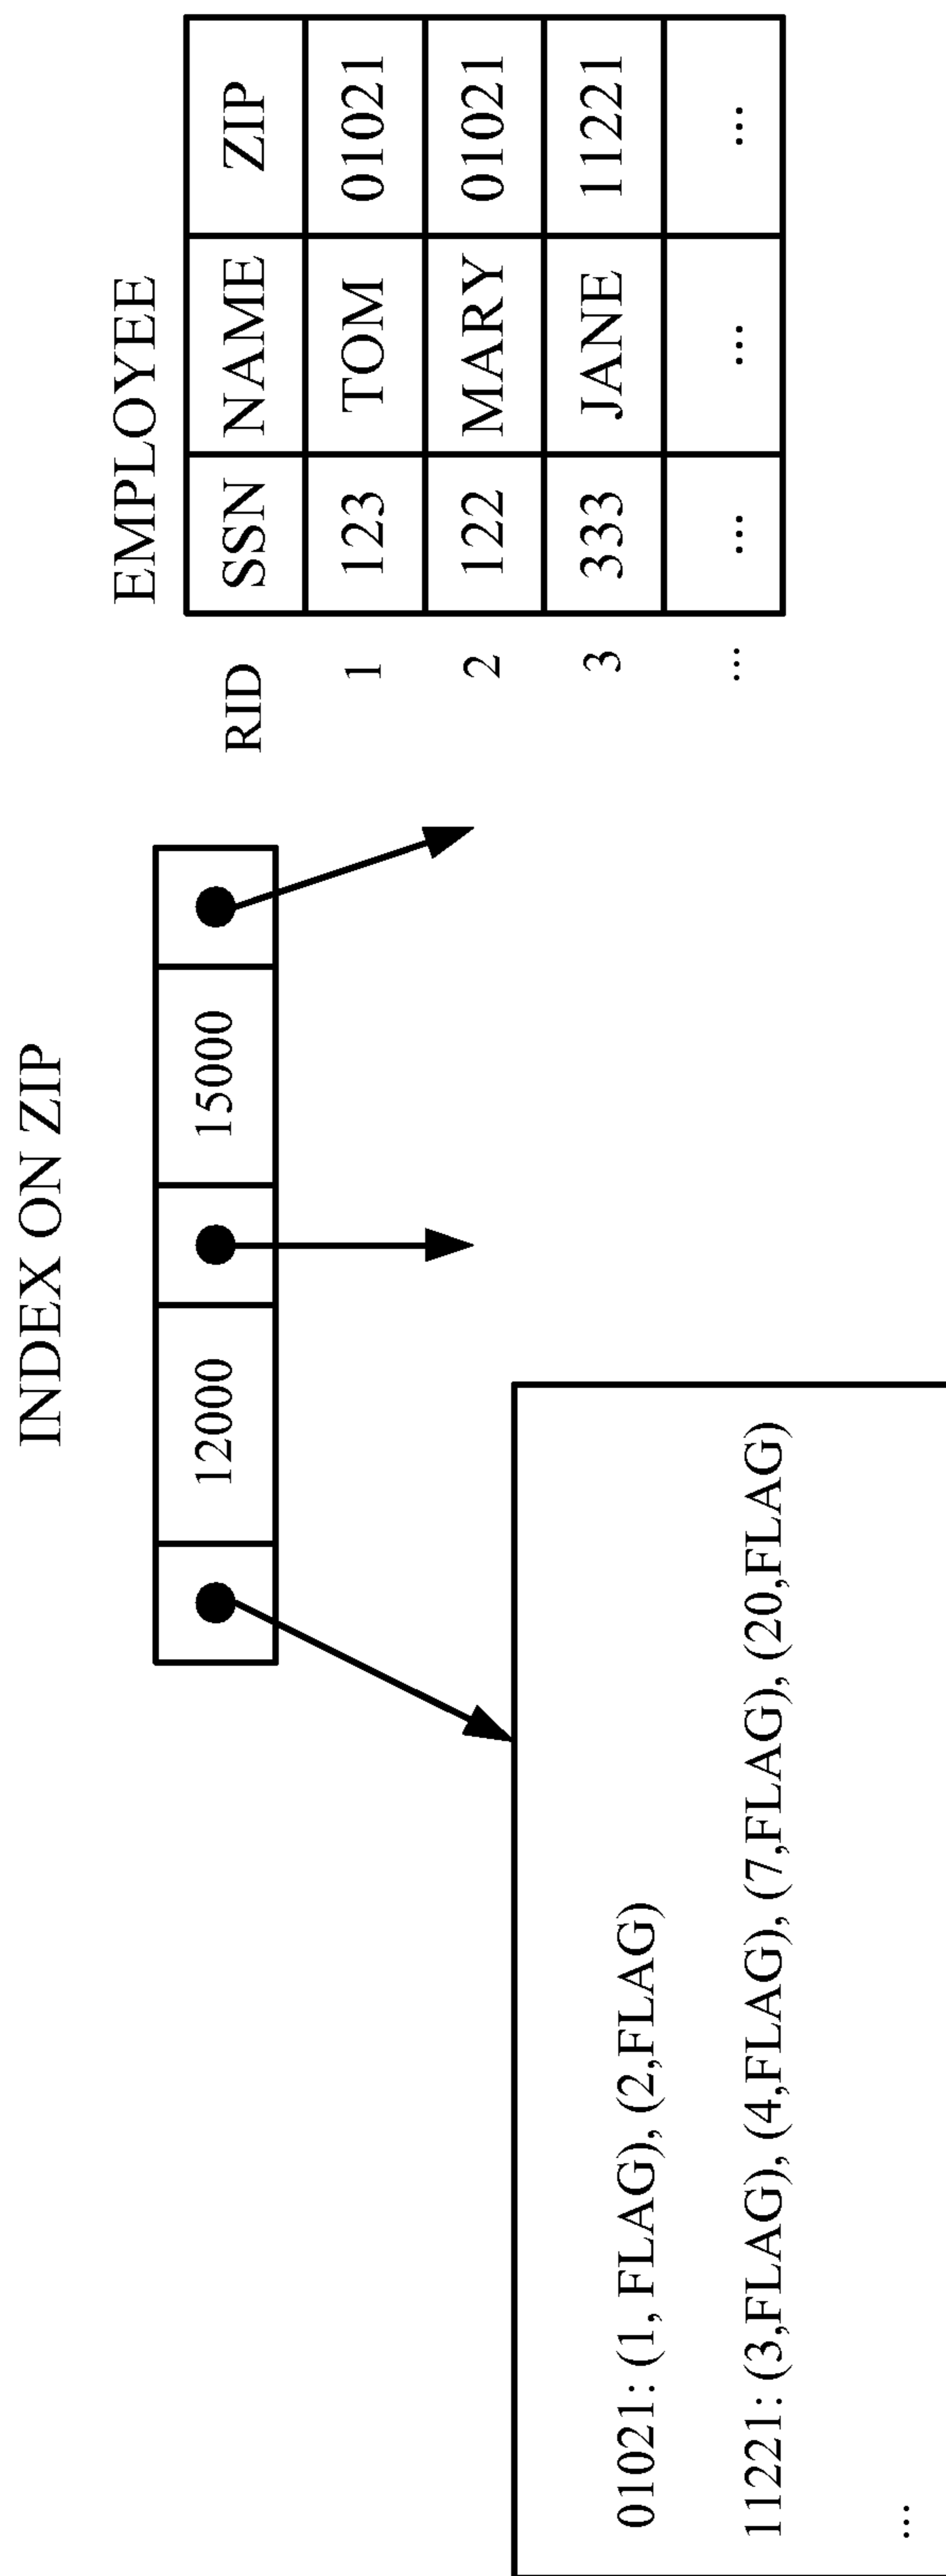 INDEX ON ZIP
12000 15000
01021: (1, FLAG), (2,FLAG)
11221: (3,FLAG), (4,FLAG), (7,FLAG), (20,FLAG)
...
EMPLOYEE
RID SSN NAME ZIP
1 123 TOM 01021
2 122 MARY 01021
3 333 JANE 11221
... ... ... ...